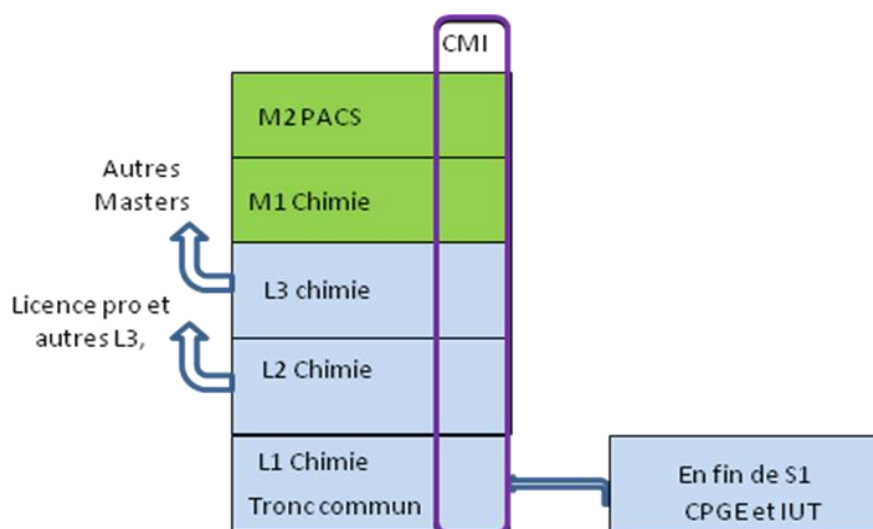 CMI
M2 PACS
Autres
Masters
M1 Chimie
L3 chimie
Licence pro et
autres L3,
L2 Chimie
L1 Chimie
Tronc commun
En fin de S1
CPGE et IUT